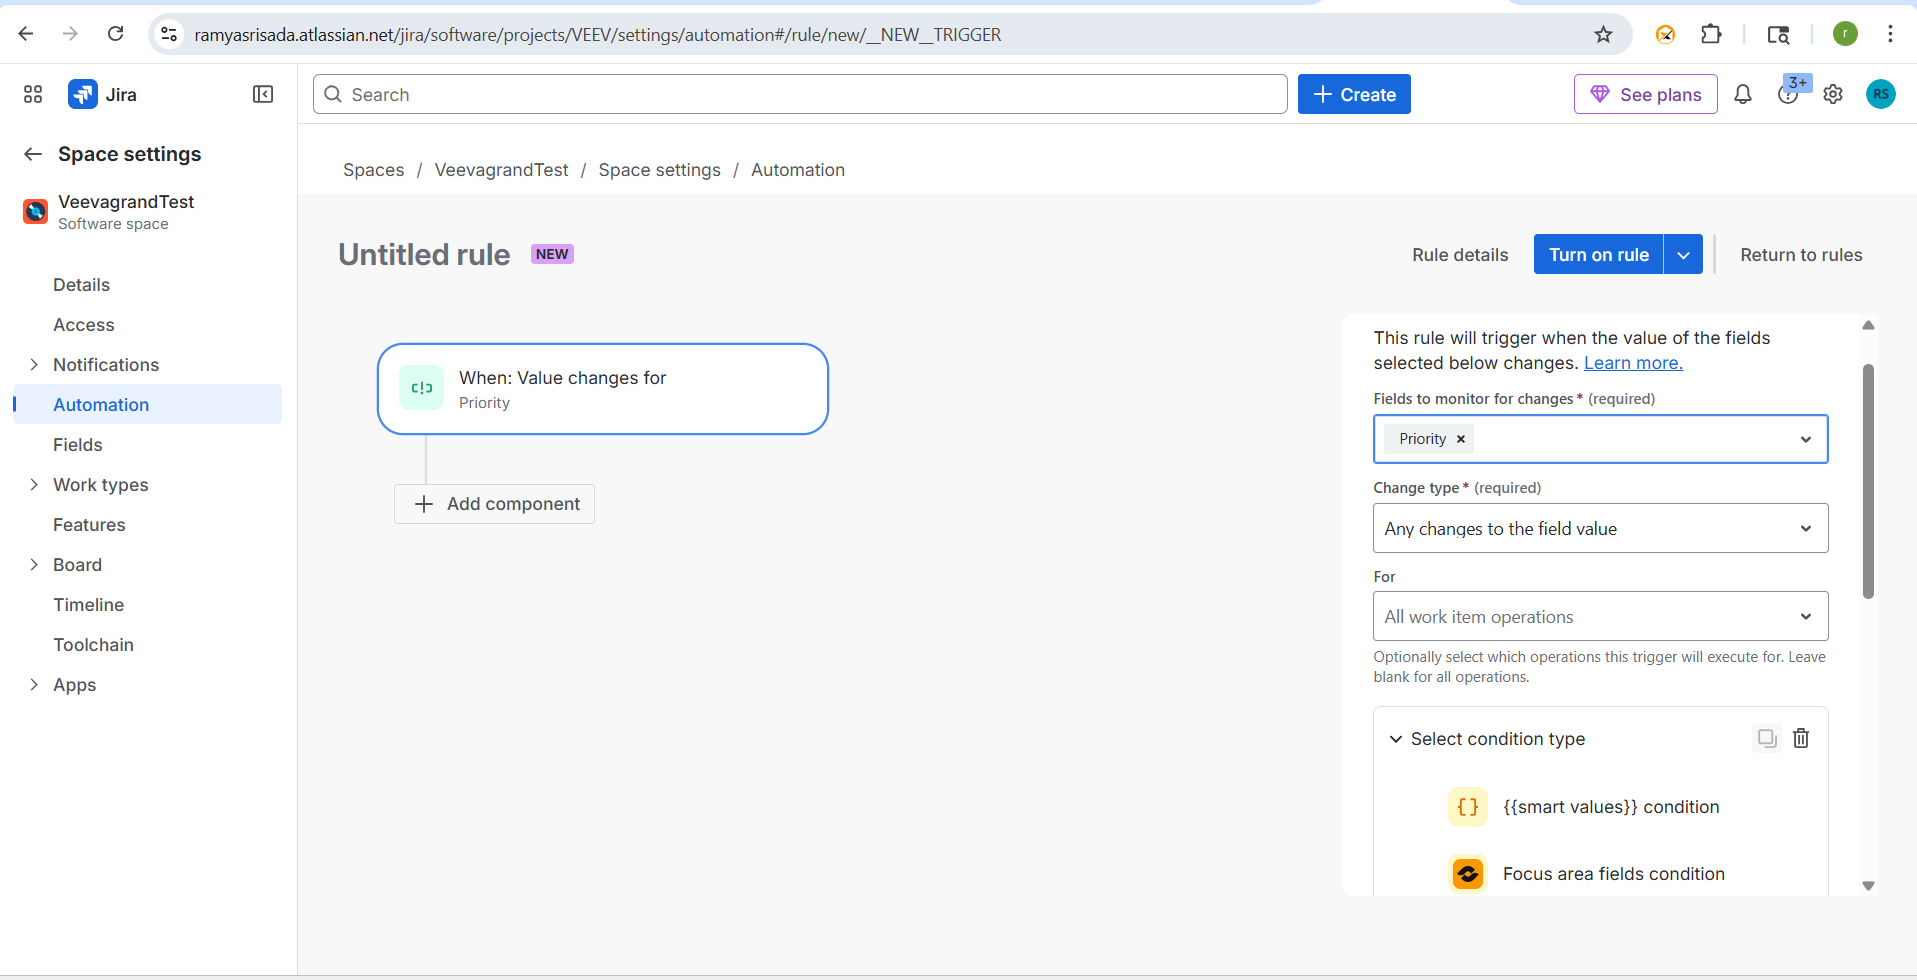 ramyasrisada.atlassian.net/jira/software/projects/VEEV/settings/automation#/rule/new/__NEW__TRIGGER
r
Jira
Search
Create
See plans
3+
RS
Space settings
VeevagrandTest
Software space
Details
Access
Notifications
Automation
Fields
Work types
Features
Board
Timeline
Toolchain
Apps
Spaces / VeevagrandTest / Space settings / Automation
Untitled rule NEW
Rule details
Turn on rule
Return to rules
When: Value changes for
Priority
Add component
This rule will trigger when the value of the fields
selected below changes. Learn more.
Fields to monitor for changes * (required)
Priority
Change type * (required)
Any changes to the field value
For
All work item operations
Optionally select which operations this trigger will execute for. Leave
blank for all operations.
Select condition type
{} {{smart values}} condition
Focus area fields condition